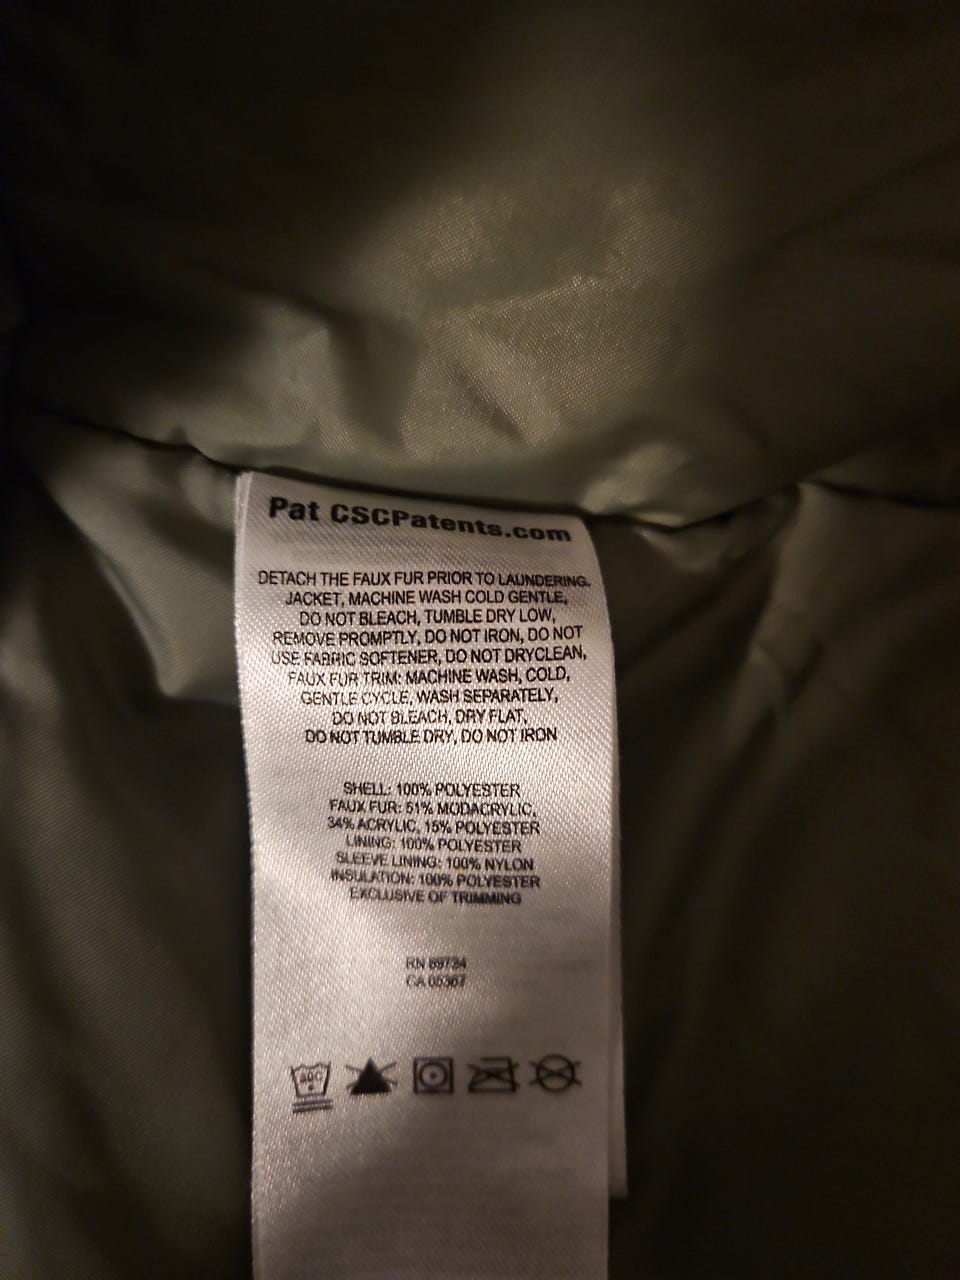 Pat CSCPatents.com
DETACH THE FAUX FUR PRIOR TO LAUNDERING.
JACKET, MACHINE WASH COLD GENTLE,
DO NOT BLEACH, TUMBLE DRY LOW,
REMOVE PROMPTLY, DO NOT IRON, DO NOT
USE FABRIC SOFTENER, DO NOT DRYCLEAN,
FAUX FUR TRIM: MACHINE WASH, COLD,
GENTLE CYCLE, WASH SEPARATELY,
DO NOT BLEACH, DRY FLAT,
DO NOT TUMBLE DRY, DO NOT IRON
SHELL: 100% POLYESTER
FAUX FUR: 51% MODACRYLIC,
34% ACRYLIC, 15% POLYESTER
LINING: 100% POLYESTER
SLEEVE LINING: 100% NYLON
INSULATION: 100% POLYESTER
EXCLUSIVE OF TRIMMING
RN 69724
CA 05367